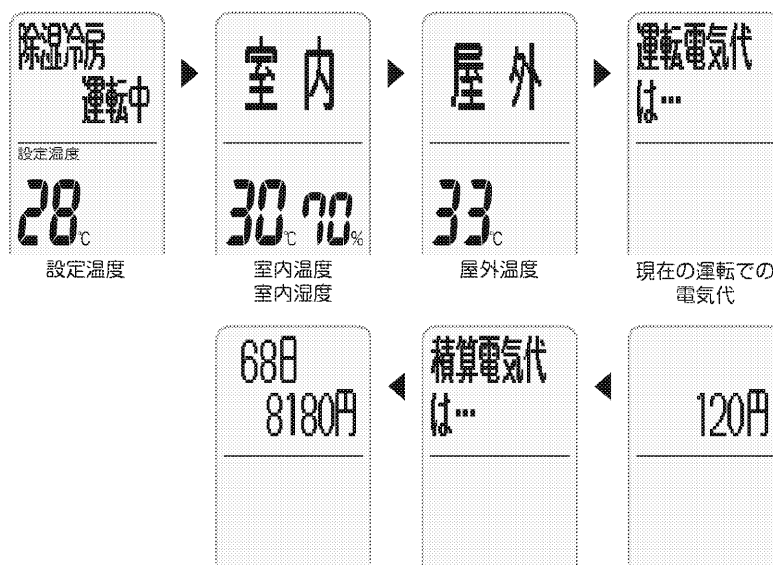 除湿冷房
運転中
設定温度
28℃
設定温度
室内
30℃ 70%
室内温度
室内湿度
屋外
33℃
屋外温度
運転電気代
は…
現在の運転での
電気代
120円
積算電気代
は…
68日
8180円